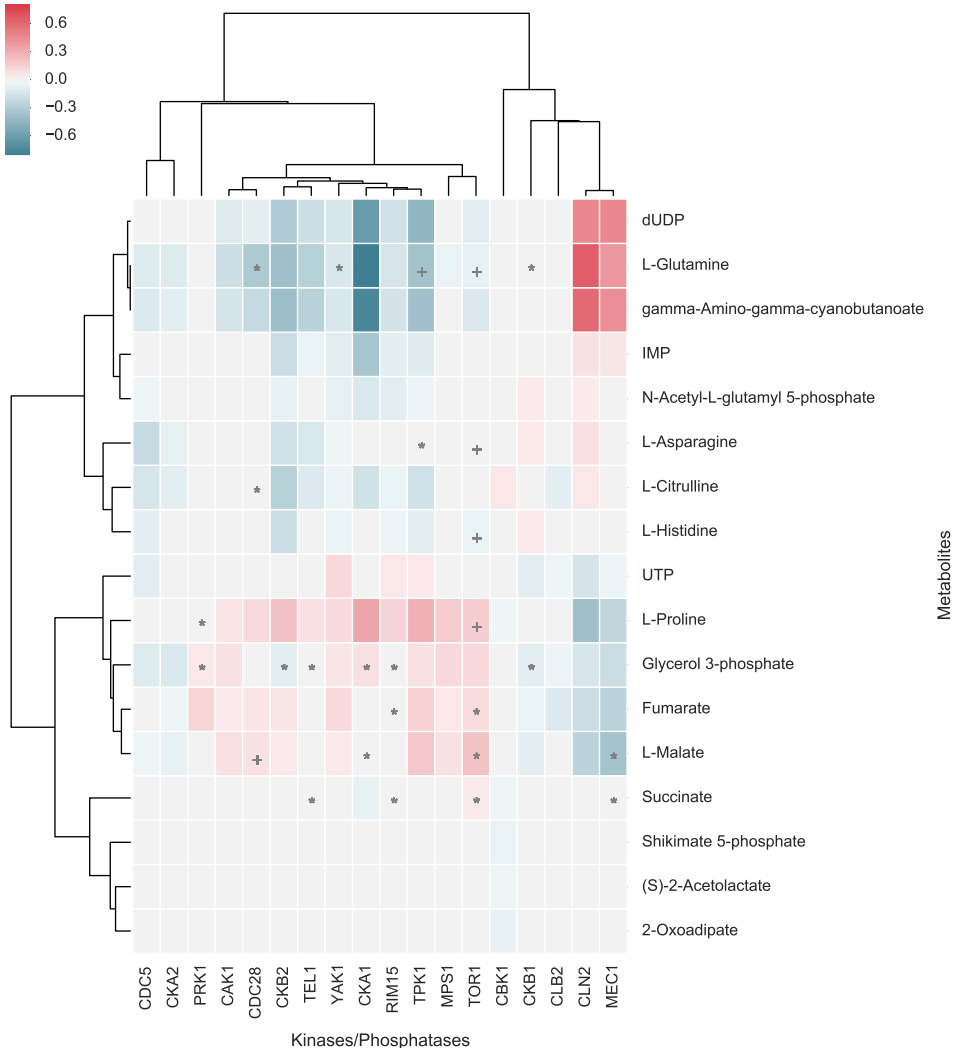 0.6
0.3
0.0
−0.3
−0.6
dUDP
* * + + * L-Glutamine
gamma-Amino-gamma-cyanobutanoate
IMP
N-Acetyl-L-glutamyl 5-phosphate
* + L-Asparagine
* L-Citrulline
+ L-Histidine
UTP
* + L-Proline
* * * * * * Glycerol 3-phosphate
* * Fumarate
+ * * * L-Malate
* * * * Succinate
Shikimate 5-phosphate
(S)-2-Acetolactate
2-Oxoadipate
Metabolites
CDC5 CKA2 PRK1 CAK1 CDC28 CKB2 TEL1 YAK1 CKA1 RIM15 TPK1 MPS1 TOR1 CBK1 CKB1 CLB2 CLN2 MEC1
Kinases/Phosphatases